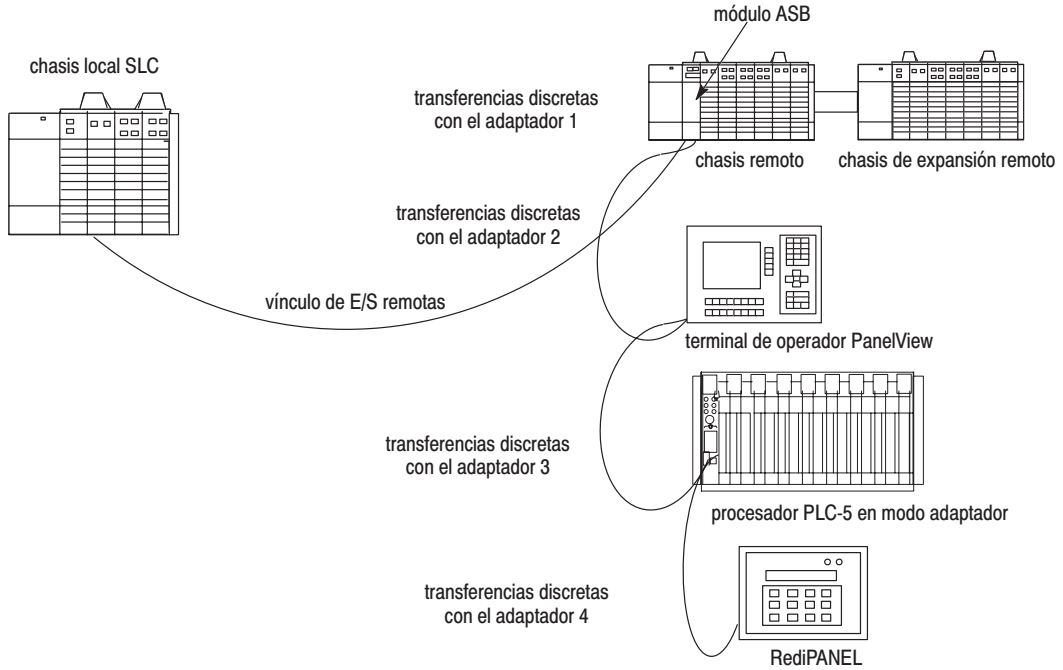 módulo ASB
chasis local SLC
transferencias discretas
con el adaptador 1
chasis remoto
chasis de expansión remoto
transferencias discretas
con el adaptador 2
vínculo de E/S remotas
terminal de operador PanelView
transferencias discretas
con el adaptador 3
procesador PLC-5 en modo adaptador
transferencias discretas
con el adaptador 4
RediPANEL